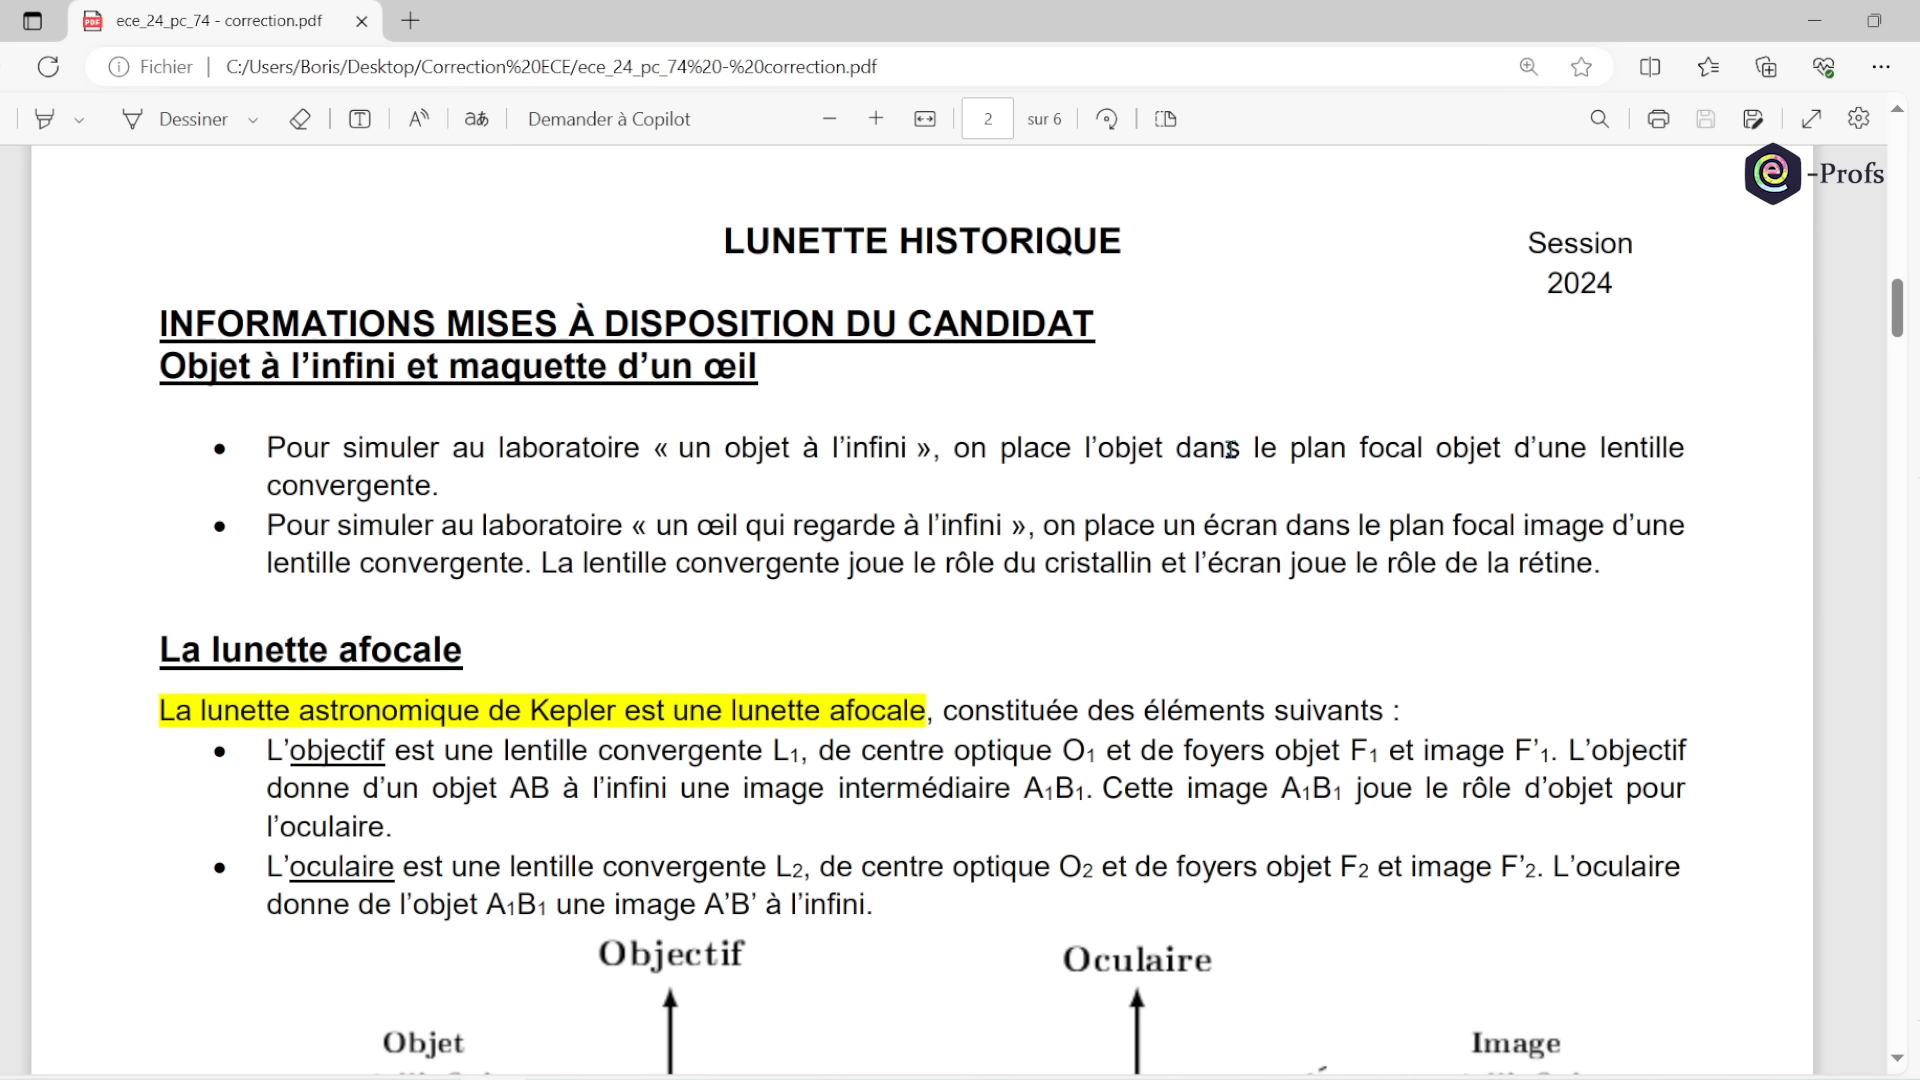 ece_24_pc_74 - correction.pdf
Fichier | C:/Users/Boris/Desktop/Correction%20ECE/ece_24_pc_74%20-%20correction.pdf
Dessiner
Demander à Copilot
2 sur 6
e-Profs
LUNETTE HISTORIQUE
Session
2024
INFORMATIONS MISES À DISPOSITION DU CANDIDAT
Objet à l’infini et maquette d’un œil
• Pour simuler au laboratoire « un objet à l’infini », on place l’objet dans le plan focal objet d’une lentille
convergente.
• Pour simuler au laboratoire « un œil qui regarde à l’infini », on place un écran dans le plan focal image d’une
lentille convergente. La lentille convergente joue le rôle du cristallin et l’écran joue le rôle de la rétine.
La lunette afocale
La lunette astronomique de Kepler est une lunette afocale, constituée des éléments suivants :
• L’objectif est une lentille convergente L₁, de centre optique O₁ et de foyers objet F₁ et image F’₁. L’objectif
donne d’un objet AB à l’infini une image intermédiaire A₁B₁. Cette image A₁B₁ joue le rôle d’objet pour
l’oculaire.
• L’oculaire est une lentille convergente L₂, de centre optique O₂ et de foyers objet F₂ et image F’₂. L’oculaire
donne de l’objet A₁B₁ une image A’B’ à l’infini.
Objectif
Oculaire
Objet
Image